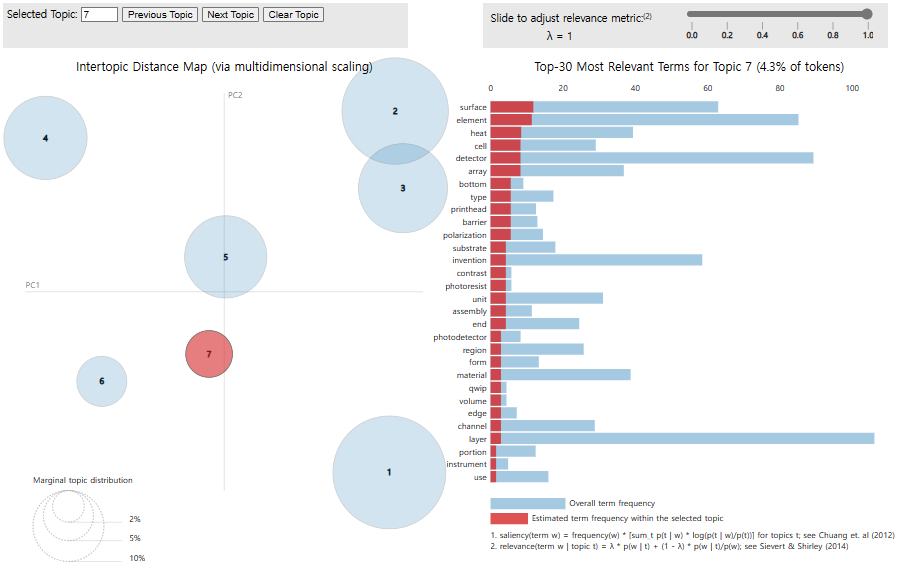 Selected Topic: 7 Previous Topic Next Topic Clear Topic
Slide to adjust relevance metric:(2)
λ = 1
0.0 0.2 0.4 0.6 0.8 1.0
Intertopic Distance Map (via multidimensional scaling)
PC2
PC1
2
4
3
5
7
6
1
Marginal topic distribution
2%
5%
10%
Top-30 Most Relevant Terms for Topic 7 (4.3% of tokens)
0 20 40 60 80 100
surface
element
heat
cell
detector
array
bottom
type
printhead
barrier
polarization
substrate
invention
contrast
photoresist
unit
assembly
end
photodetector
region
form
material
qwip
volume
edge
channel
layer
portion
instrument
use
Overall term frequency
Estimated term frequency within the selected topic
1. saliency(term w) = frequency(w) * [sum_t p(t | w) * log(p(t | w)/p(t))] for topics t; see Chuang et. al (2012)
2. relevance(term w | topic t) = λ * p(w | t) + (1 - λ) * p(w | t)/p(w); see Sievert & Shirley (2014)